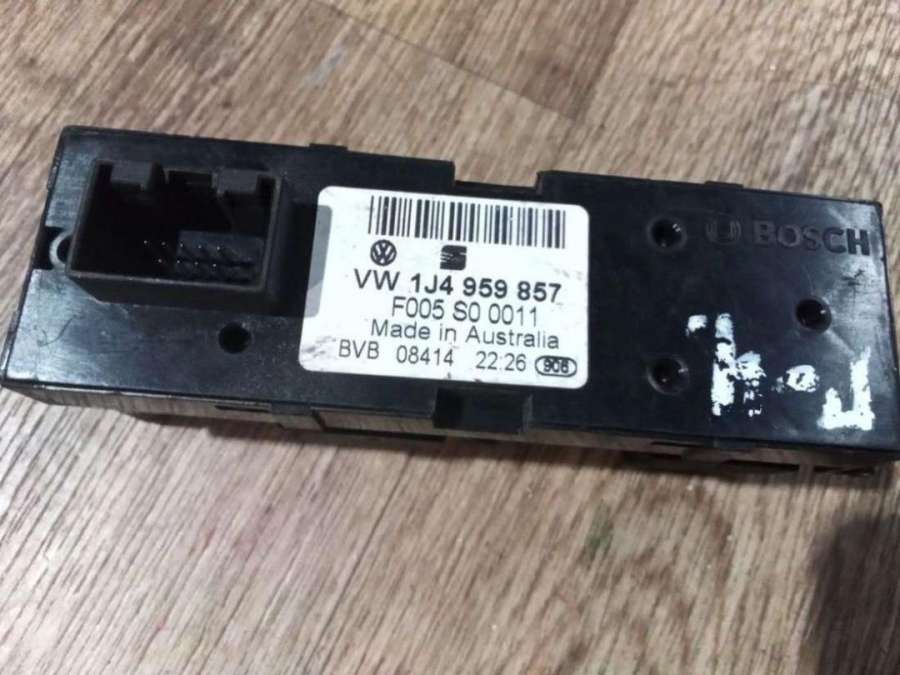 BOSCH
VW 1J4 959 857
F005 S0 0011
Made in Australia
BVB 08414 22:26 906